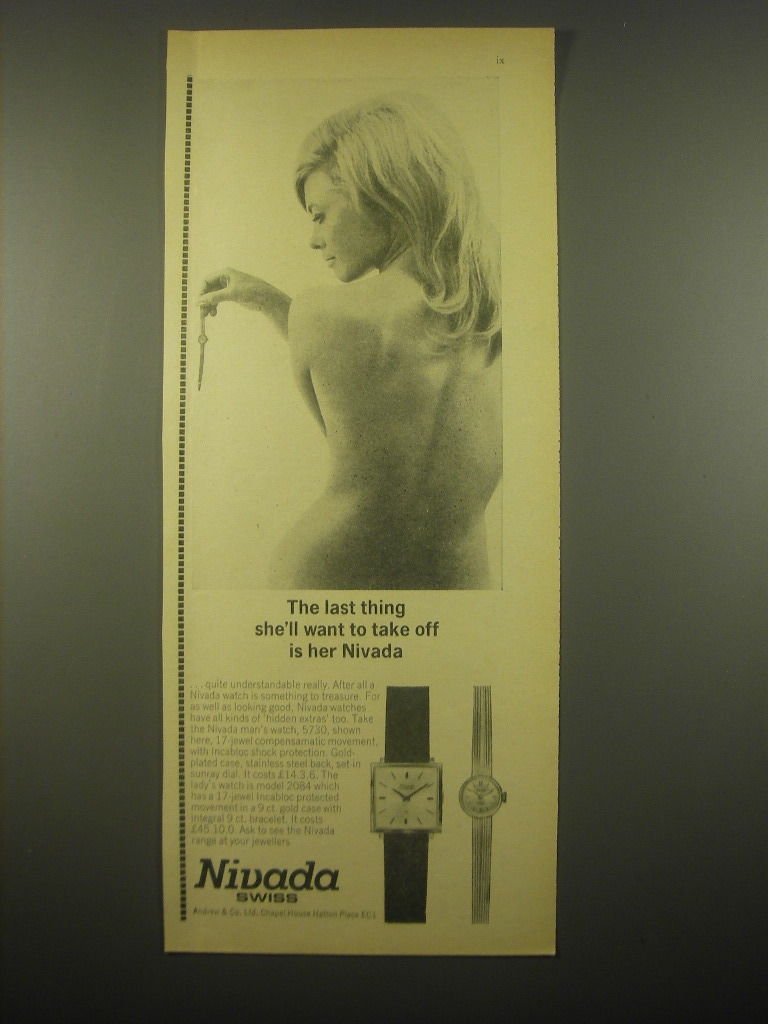 ix
The last thing
she'll want to take off
is her Nivada
. . . quite understandable really. After all a
Nivada watch is something to treasure. For
as well as looking good, Nivada watches
have all kinds of 'hidden extras' too. Take
the Nivada man's watch, 5730, shown
here, 17-jewel compensamatic movement,
with Incabloc shock protection. Gold-
plated case, stainless steel back, set-in
sunray dial. It costs £14.3.6. The
lady's watch is model 2084 which
has a 17-jewel Incabloc protected
movement in a 9 ct. gold case with
integral 9 ct. bracelet. It costs
£45.10.0. Ask to see the Nivada
range at your jewellers.
Nivada
SWISS
Andrew & Co. Ltd. Chapel House Hatton Place EC1